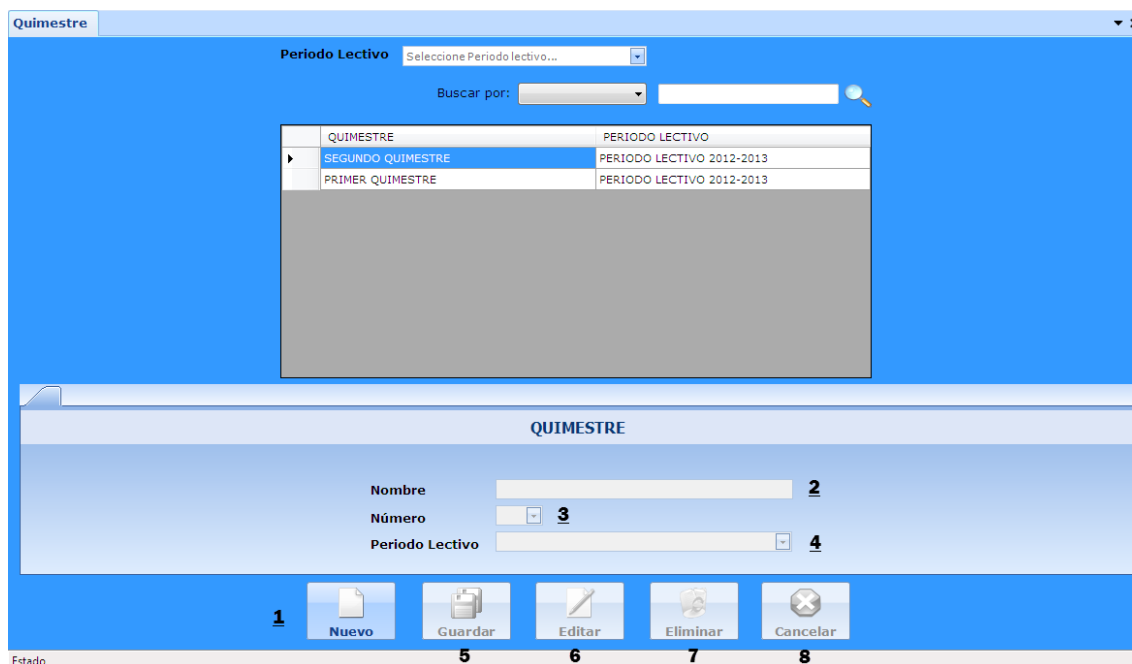 Quimestre
Periodo Lectivo Seleccione Periodo lectivo...
Buscar por:
QUIMESTRE PERIODO LECTIVO
SEGUNDO QUIMESTRE PERIODO LECTIVO 2012-2013
PRIMER QUIMESTRE PERIODO LECTIVO 2012-2013
QUIMESTRE
Nombre 2
Número 3
Periodo Lectivo 4
1 Nuevo Guardar Editar Eliminar Cancelar
5 6 7 8
Estado